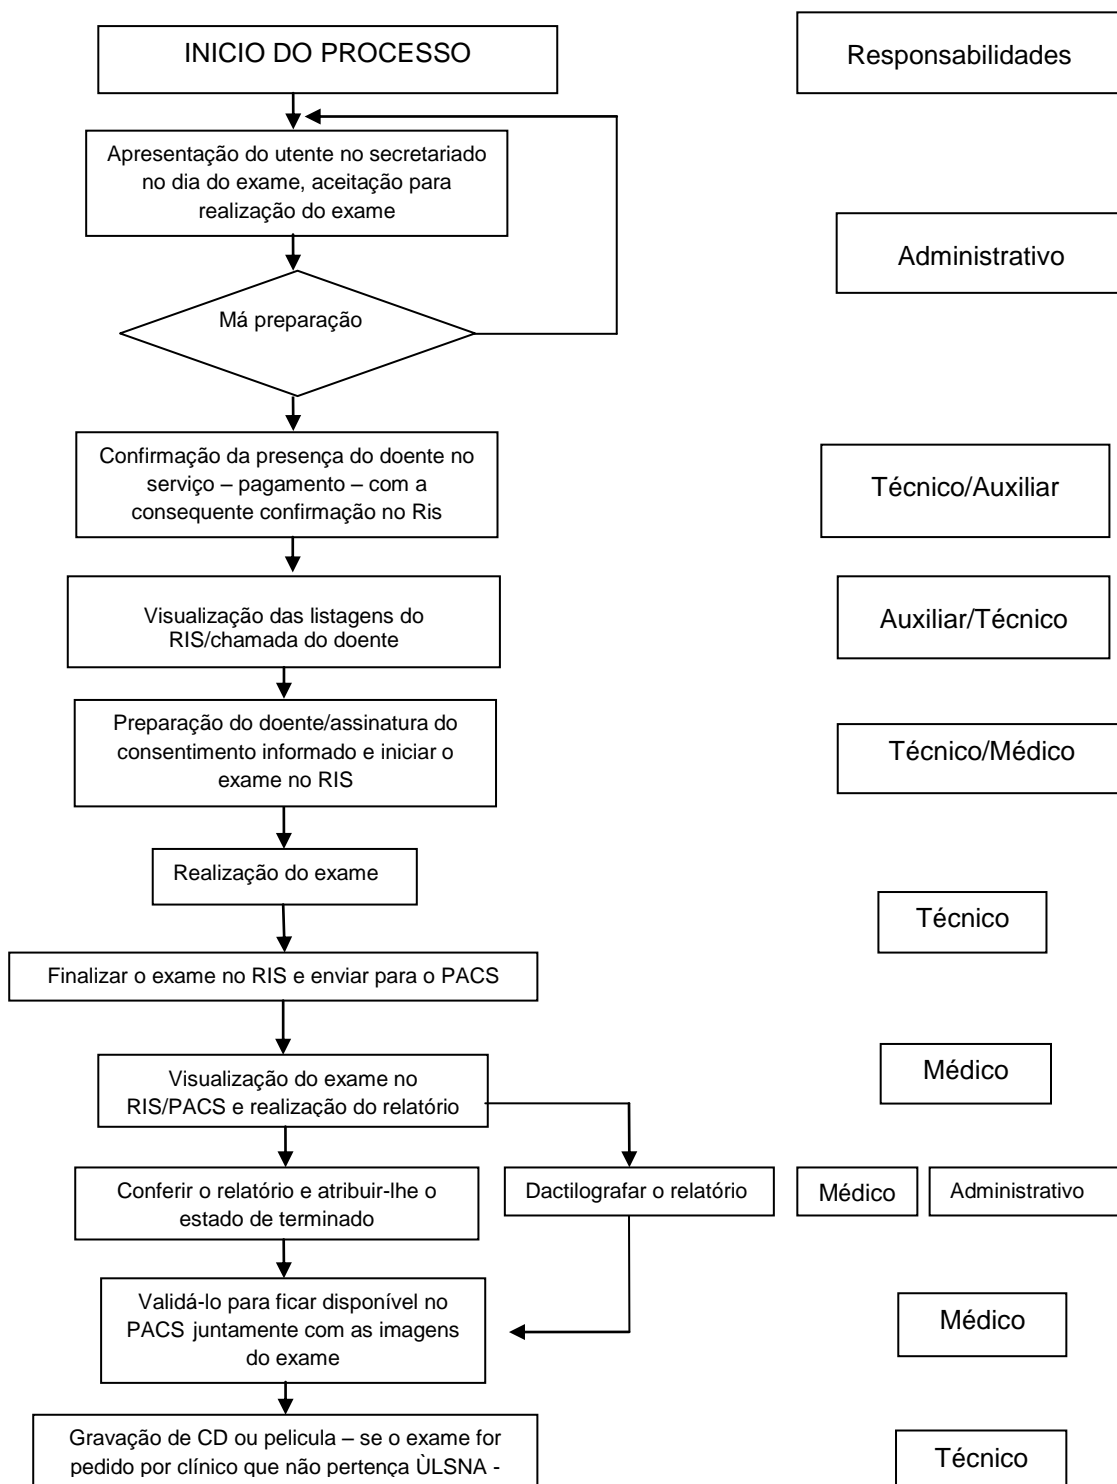 INICIO DO PROCESSO
Responsabilidades
Apresentação do utente no secretariado
no dia do exame, aceitação para
realização do exame
Administrativo
Má preparação
Confirmação da presença do doente no
serviço – pagamento – com a
consequente confirmação no Ris
Técnico/Auxiliar
Visualização das listagens do
RIS/chamada do doente
Auxiliar/Técnico
Preparação do doente/assinatura do
consentimento informado e iniciar o
exame no RIS
Técnico/Médico
Realização do exame
Técnico
Finalizar o exame no RIS e enviar para o PACS
Visualização do exame no
RIS/PACS e realização do relatório
Médico
Conferir o relatório e atribuir-lhe o
estado de terminado
Dactilografar o relatório
Médico
Administrativo
Validá-lo para ficar disponível no
PACS juntamente com as imagens
do exame
Médico
Gravação de CD ou pelicula – se o exame for
pedido por clínico que não pertença ÙLSNA -
Técnico